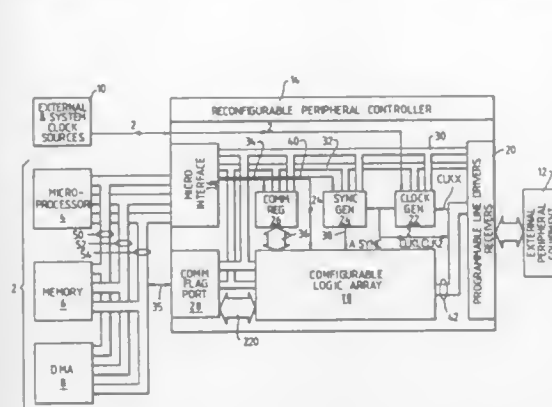 10
14
EXTERNAL
& SYSTEM
CLOCK
SOURCES
RECONFIGURABLE PERIPHERAL CONTROLLER
2
2
34
40
32
30
20
MICRO-
PROCESSOR
4
MICRO
INTERFACE
COMM
REG
26
SYNC
GEN
24
CLOCK
GEN
22
CLKX
12
EXTERNAL
PERIPHERAL
PROGRAMMABLE LINE DRIVERS
RECEIVERS
50
52
54
36
38
A SYNC
2
MEMORY
6
COMM
FLAG
PORT
28
CONFIGURABLE
LOGIC ARRAY
18
35
42
220
DMA
8